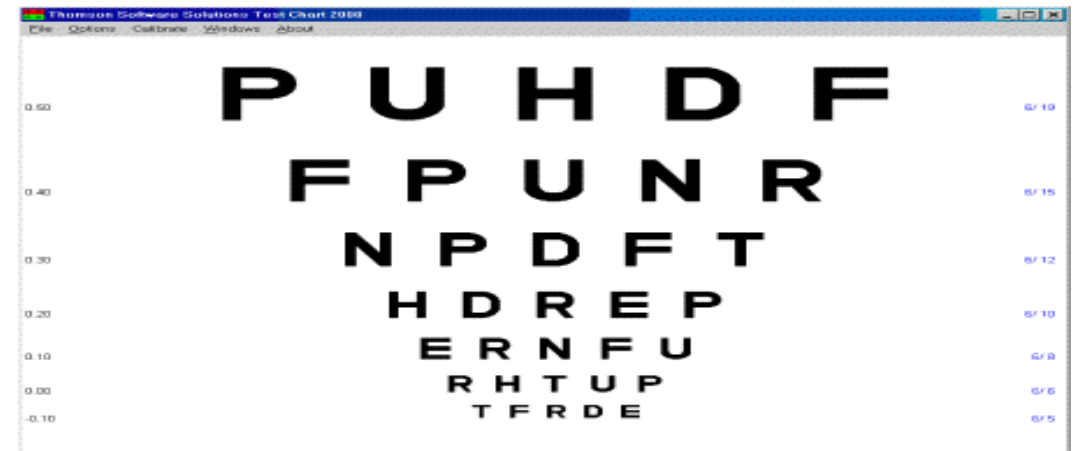 Thomson Software Solutions Test Chart 2000
File Options Calibrate Windows About
0.50 P U H D F 6/19
0.40 F P U N R 6/15
0.30 N P D F T 6/12
0.20 H D R E P 6/10
0.10 E R N F U 6/8
0.00 R H T U P 6/6
-0.10 T F R D E 6/5